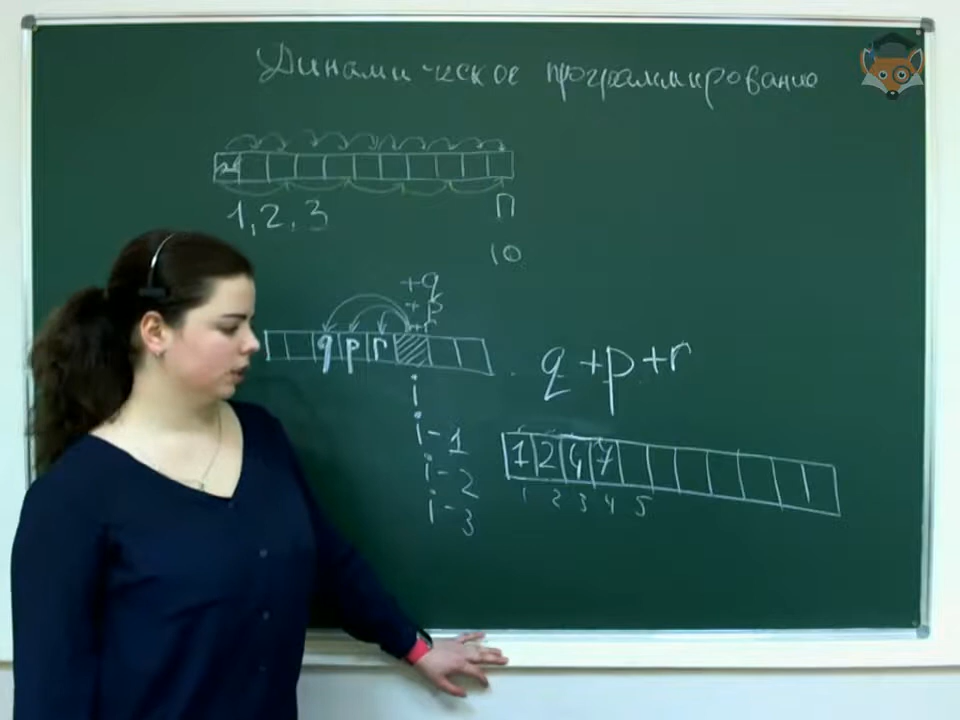 Динамическое программирование
1, 2, 3 П
10
+q
+p
+r
q p r
i
q+p+r
i-1
i-2
i-3
1 2 4 7
1 2 3 4 5